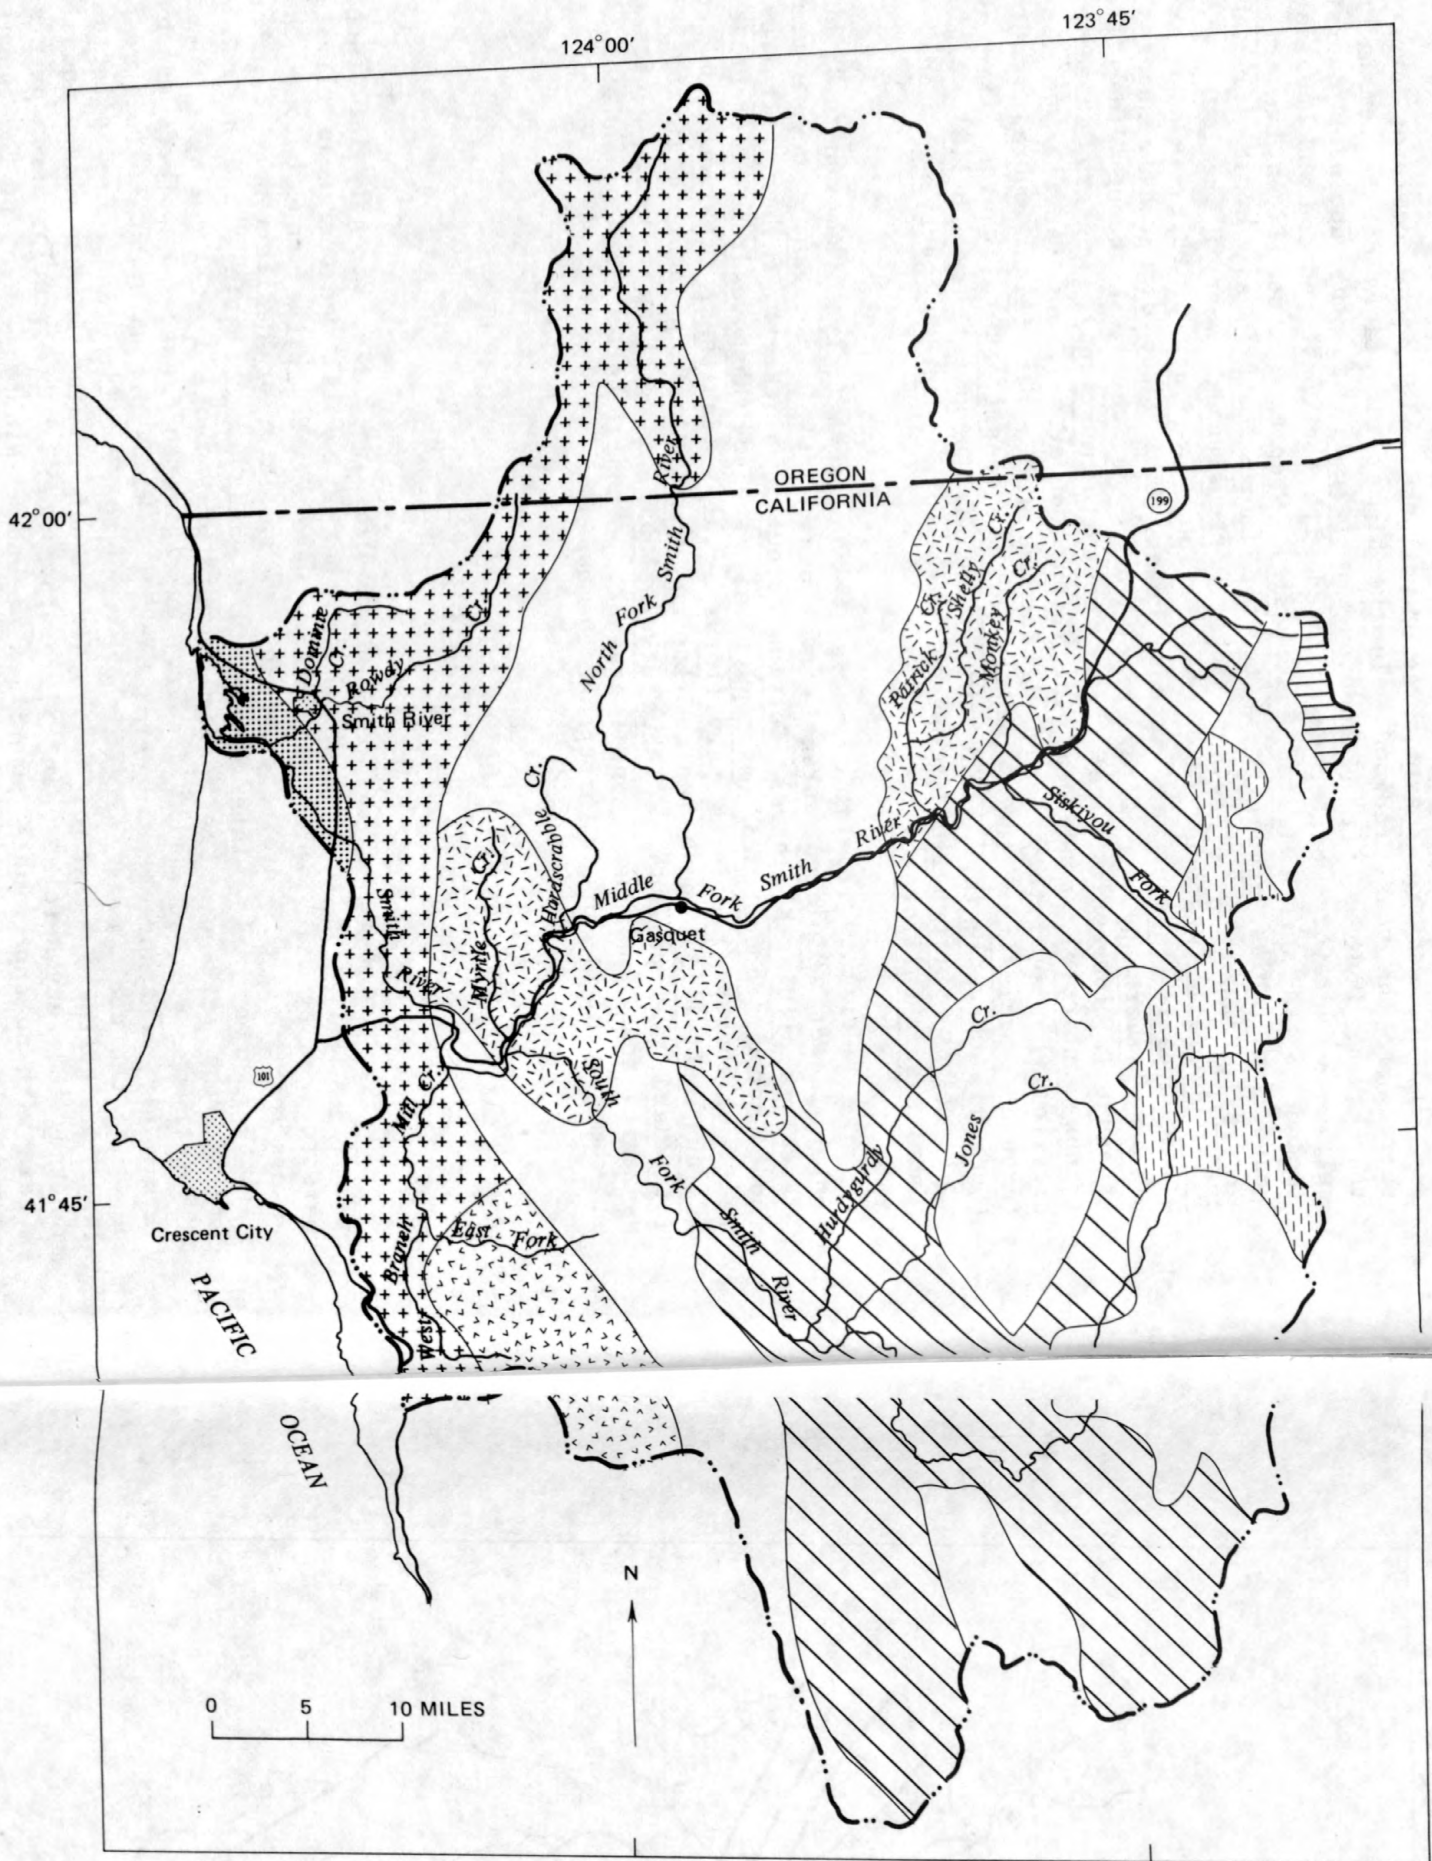 123°45'
124°00'
OREGON
CALIFORNIA
199
42°00'
River
Smith
Fork
North
Cr.
Shelly
Cr.
Cr.
Monkey
Patrick
Cr.
Dominie
Cr.
Rowdy
Smith River
Cr.
Hardscrabble
Cr.
Myrtle
Middle
Fork
Smith
River
Gasquet
Siskiyou
Fork
Smith
River
Cr.
Cr.
Jones
Hurdygurdy
South
Fork
Smith
River
101
Mill
Cr.
41°45'
Crescent City
East
Fork
Branch
West
PACIFIC
OCEAN
N
0 5 10 MILES